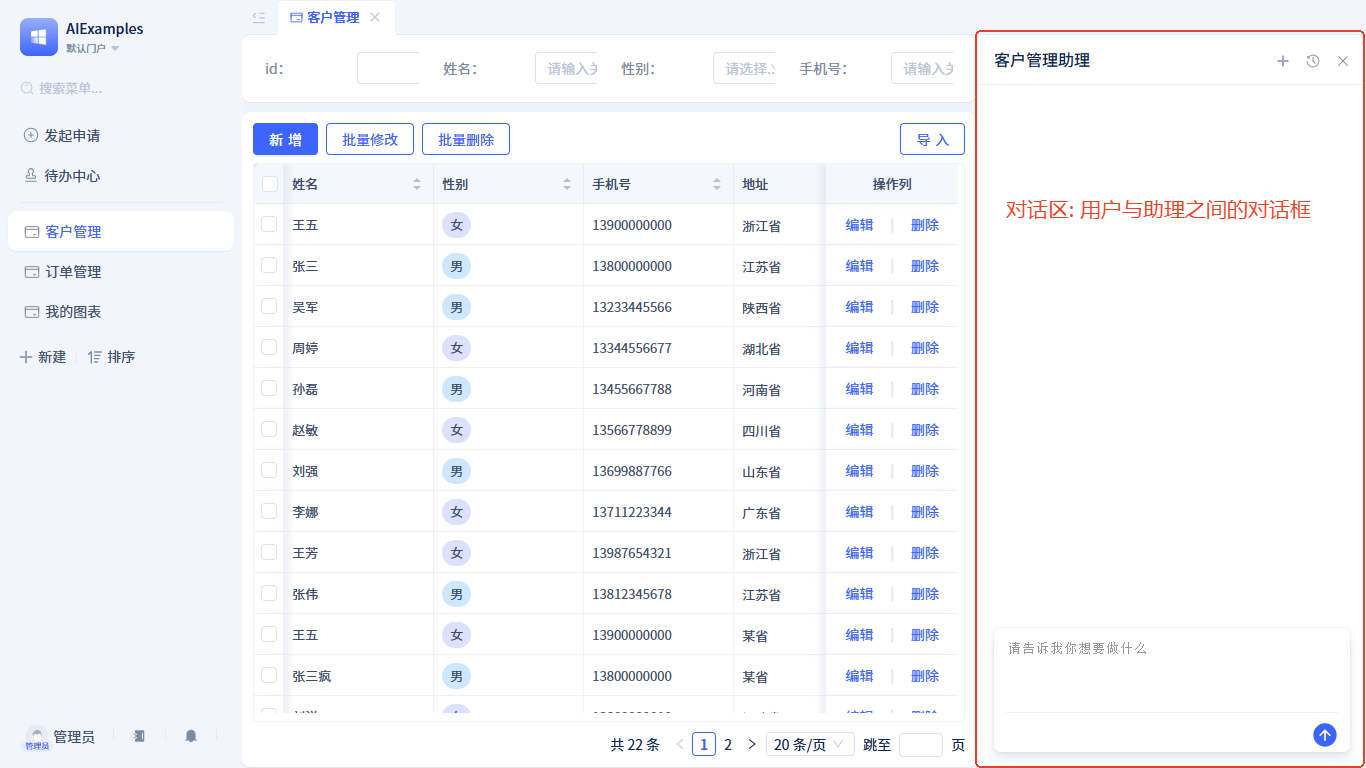 AIExamples
默认门户
搜索菜单...
发起申请
待办中心
客户管理
订单管理
我的图表
新建 排序
管理员
管理员
客户管理
id: 姓名: 请输入关 性别: 请选择.. 手机号: 请输入关
新 增 批量修改 批量删除 导 入
姓名 性别 手机号 地址 操作列
王五 女 13900000000 浙江省 编辑 删除
张三 男 13800000000 江苏省 编辑 删除
吴军 男 13233445566 陕西省 编辑 删除
周婷 女 13344556677 湖北省 编辑 删除
孙磊 男 13455667788 河南省 编辑 删除
赵敏 女 13566778899 四川省 编辑 删除
刘强 男 13699887766 山东省 编辑 删除
李娜 女 13711223344 广东省 编辑 删除
王芳 女 13987654321 浙江省 编辑 删除
张伟 男 13812345678 江苏省 编辑 删除
王五 女 13900000000 某省 编辑 删除
张三疯 男 13800000000 某省 编辑 删除
共 22 条 1 2 20 条/页 跳至 页
客户管理助理
对话区: 用户与助理之间的对话框
请告诉我你想要做什么